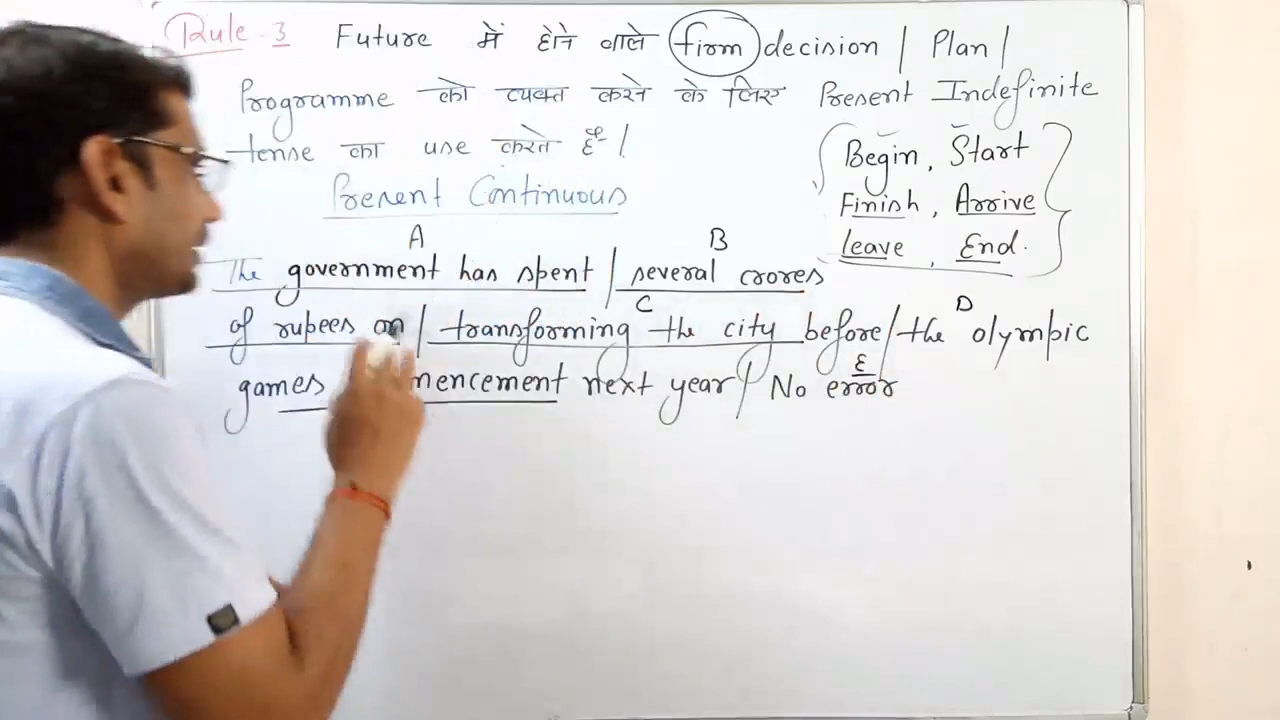 Rule-3 Future में होने वाले firm decision / Plan /
Programme को व्यक्त करने के लिए Present Indefinite
tense का use करते हैं /
Begin, Start
Present Continuous
Finish, Arrive
leave, End.
A B
The government has spent / several crores
C D
of rupees on / transforming the city before / the olympic
E
games mencement next year / No error